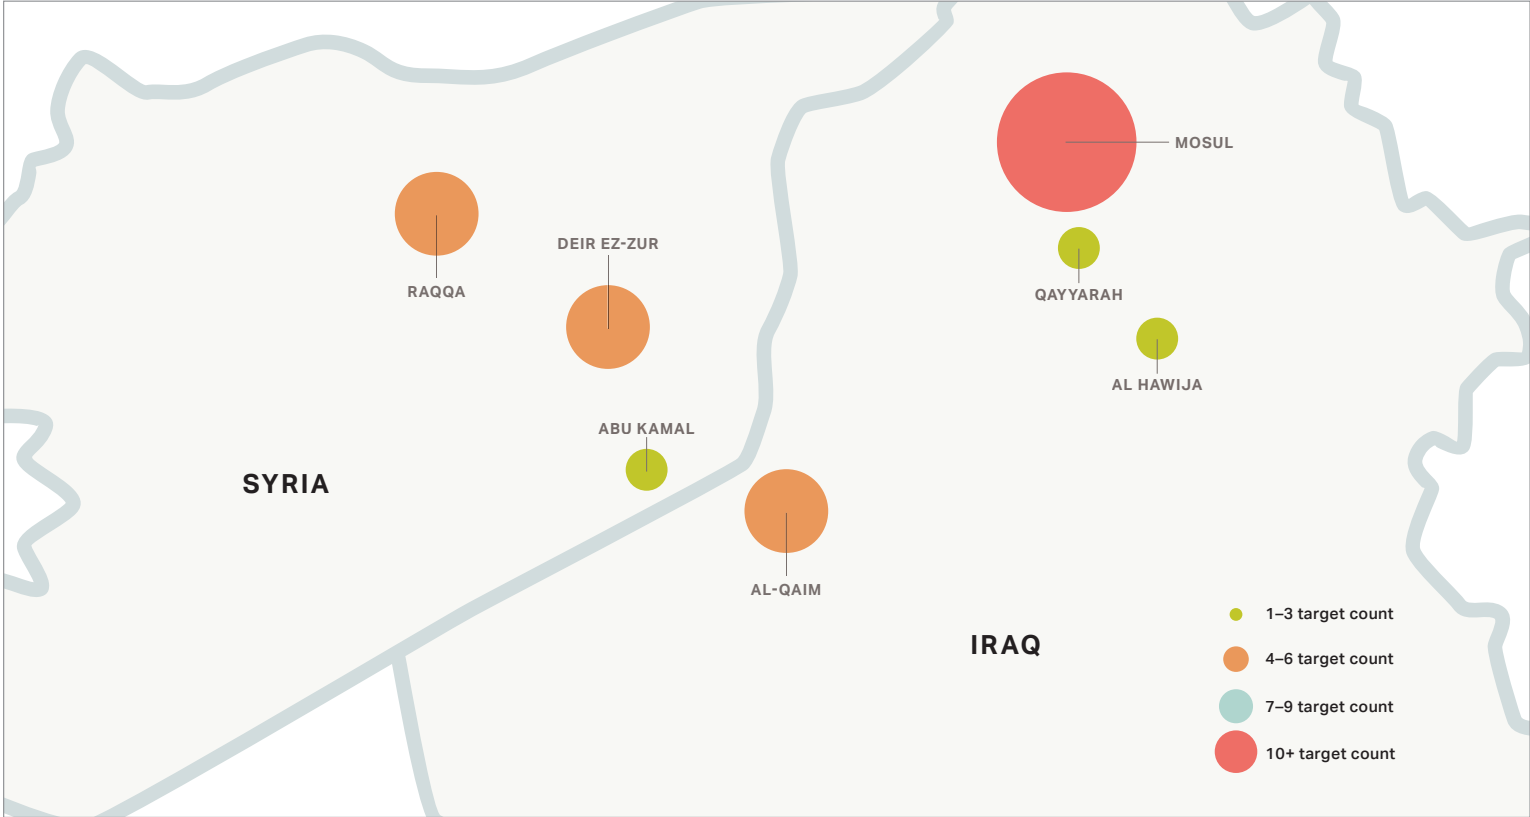 MOSUL
DEIR EZ-ZUR
RAQQA
QAYYARAH
AL HAWIJA
ABU KAMAL
SYRIA
AL-QAIM
IRAQ
1–3 target count
4–6 target count
7–9 target count
10+ target count